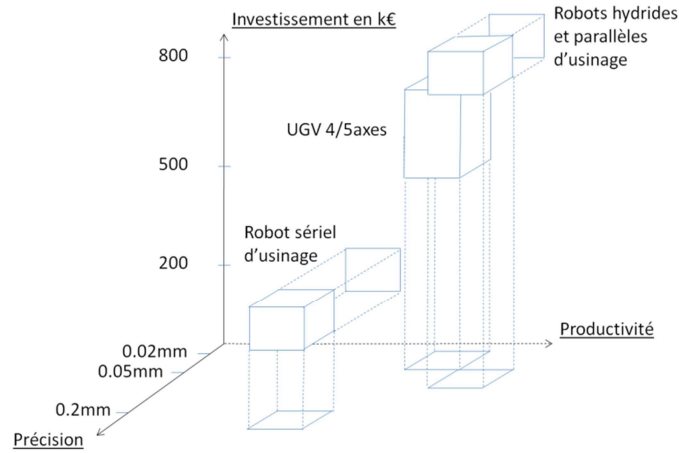 Investissement en k€
Robots hydrides
et parallèles
d'usinage
800
UGV 4/5axes
500
Robot sériel
d'usinage
200
Productivité
0.02mm
0.05mm
0.2mm
Précision